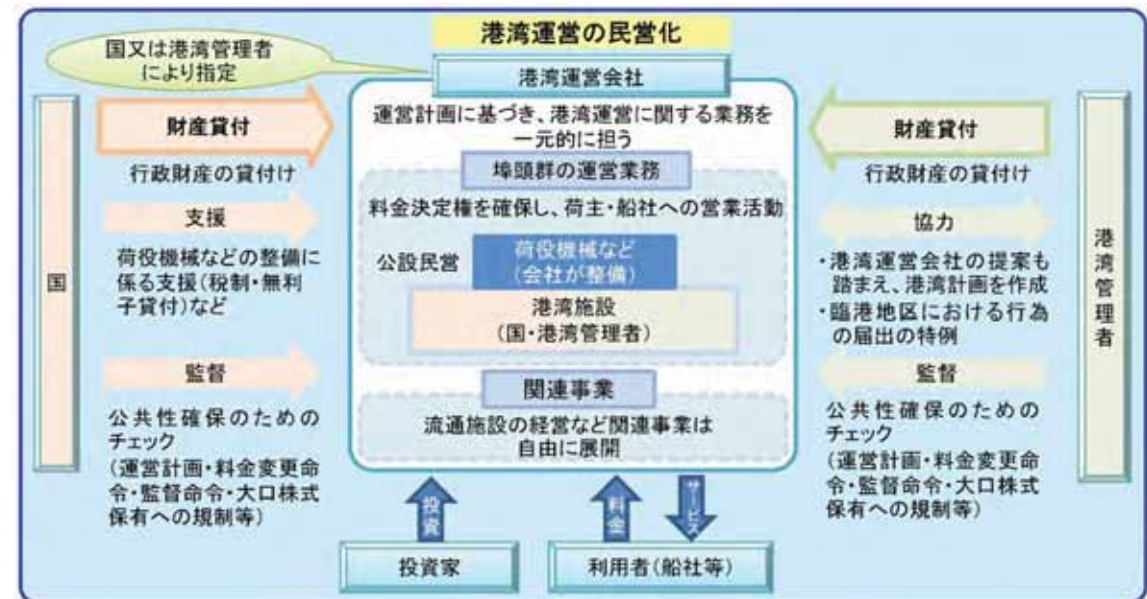 港湾運営の民営化
国又は港湾管理者
により指定
港湾運営会社
運営計画に基づき、港湾運営に関する業務を
一元的に担う
埠頭群の運営業務
料金決定権を確保し、荷主・船社への営業活動
公設民営
荷役機械など
(会社が整備)
港湾施設
(国・港湾管理者)
関連事業
流通施設の経営など関連事業は
自由に展開
国
財産貸付
行政財産の貸付け
支援
荷役機械などの整備に
係る支援(税制・無利
子貸付)など
監督
公共性確保のための
チェック
(運営計画・料金変更命
令・監督命令・大口株式
保有への規制等)
財産貸付
行政財産の貸付け
協力
・港湾運営会社の提案も
踏まえ、港湾計画を作成
・臨港地区における行為
の届出の特例
監督
公共性確保のための
チェック
(運営計画・料金変更命
令・監督命令・大口株式
保有への規制等)
港湾管理者
投資
料金
サービス
投資家
利用者(船社等)